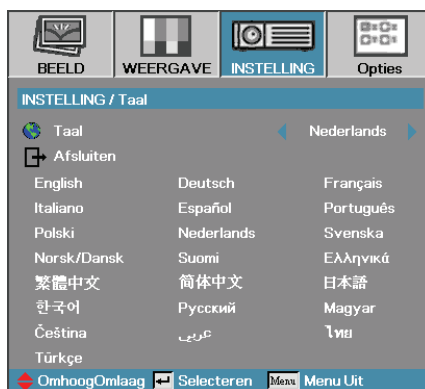 BEELD WEERGAVE INSTELLING Opties
INSTELLING / Taal
Taal Nederlands
Afsluiten
English Deutsch Français
Italiano Español Português
Polski Nederlands Svenska
Norsk/Dansk Suomi Ελληνικά
繁體中文 简体中文 日本語
한국어 Русский Magyar
Čeština عربي ไทย
Türkçe
OmhoogOmlaag Selecteren Menu Menu Uit